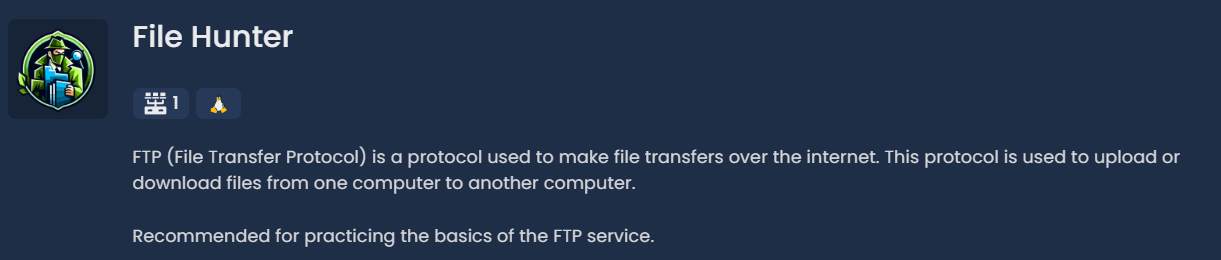 File Hunter
1
FTP (File Transfer Protocol) is a protocol used to make file transfers over the internet. This protocol is used to upload or
download files from one computer to another computer.
Recommended for practicing the basics of the FTP service.